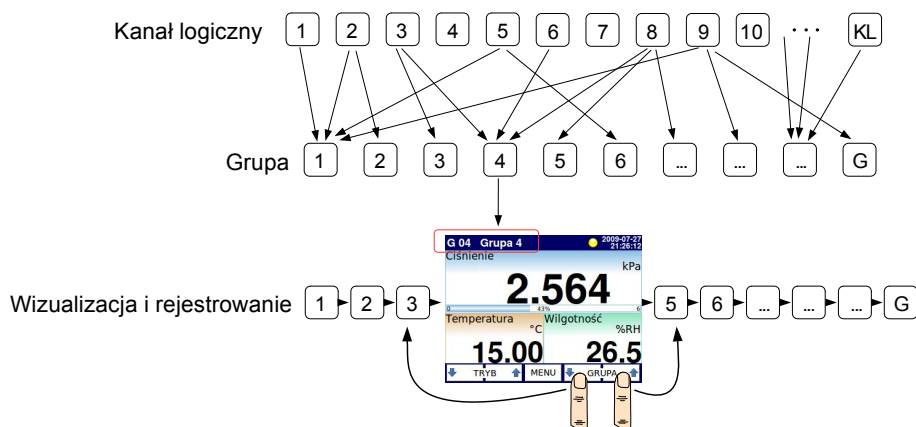 Kanał logiczny 1 2 3 4 5 6 7 8 9 10 ... KL
Grupa 1 2 3 4 5 6 ... ... ... G
G 04 Grupa 4 2009-07-27
21:26:12
Ciśnienie
kPa
2.564
0 43% 6
Wizualizacja i rejestrowanie 1 2 3 5 6 ... ... ... G
Temperatura Wilgotność
°C %RH
15.00 26.5
TRYB MENU GRUPA